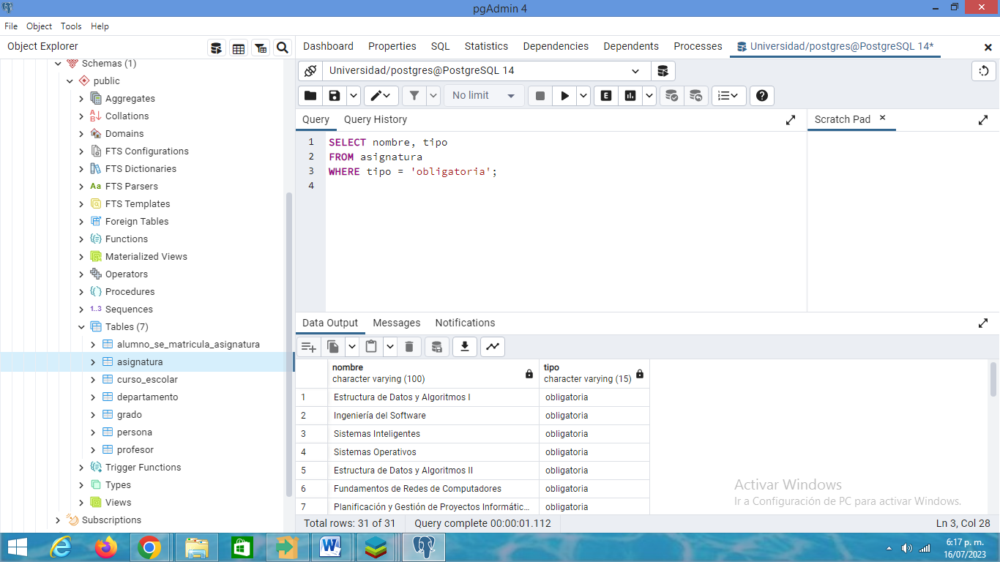 pgAdmin 4
File Object Tools Help
Object Explorer
Dashboard Properties SQL Statistics Dependencies Dependents Processes Universidad/postgres@PostgreSQL 14*
Schemas (1)
public
Aggregates
Collations
Domains
FTS Configurations
FTS Dictionaries
Aa FTS Parsers
FTS Templates
Foreign Tables
Functions
Materialized Views
Operators
Procedures
1..3 Sequences
Tables (7)
alumno_se_matricula_asignatura
asignatura
curso_escolar
departamento
grado
persona
profesor
Trigger Functions
Types
Views
Subscriptions
Universidad/postgres@PostgreSQL 14
No limit
E
Query Query History
Scratch Pad
1 SELECT nombre, tipo
2 FROM asignatura
3 WHERE tipo = 'obligatoria';
4
Data Output Messages Notifications
nombre tipo
character varying (100) character varying (15)
1 Estructura de Datos y Algoritmos I obligatoria
2 Ingeniería del Software obligatoria
3 Sistemas Inteligentes obligatoria
4 Sistemas Operativos obligatoria
5 Estructura de Datos y Algoritmos II obligatoria
6 Fundamentos de Redes de Computadores obligatoria
7 Planificación y Gestión de Proyectos Informátic... obligatoria
Activar Windows
Ir a Configuración de PC para activar Windows.
Total rows: 31 of 31 Query complete 00:00:01.112 Ln 3, Col 28
6:17 p. m.
16/07/2023